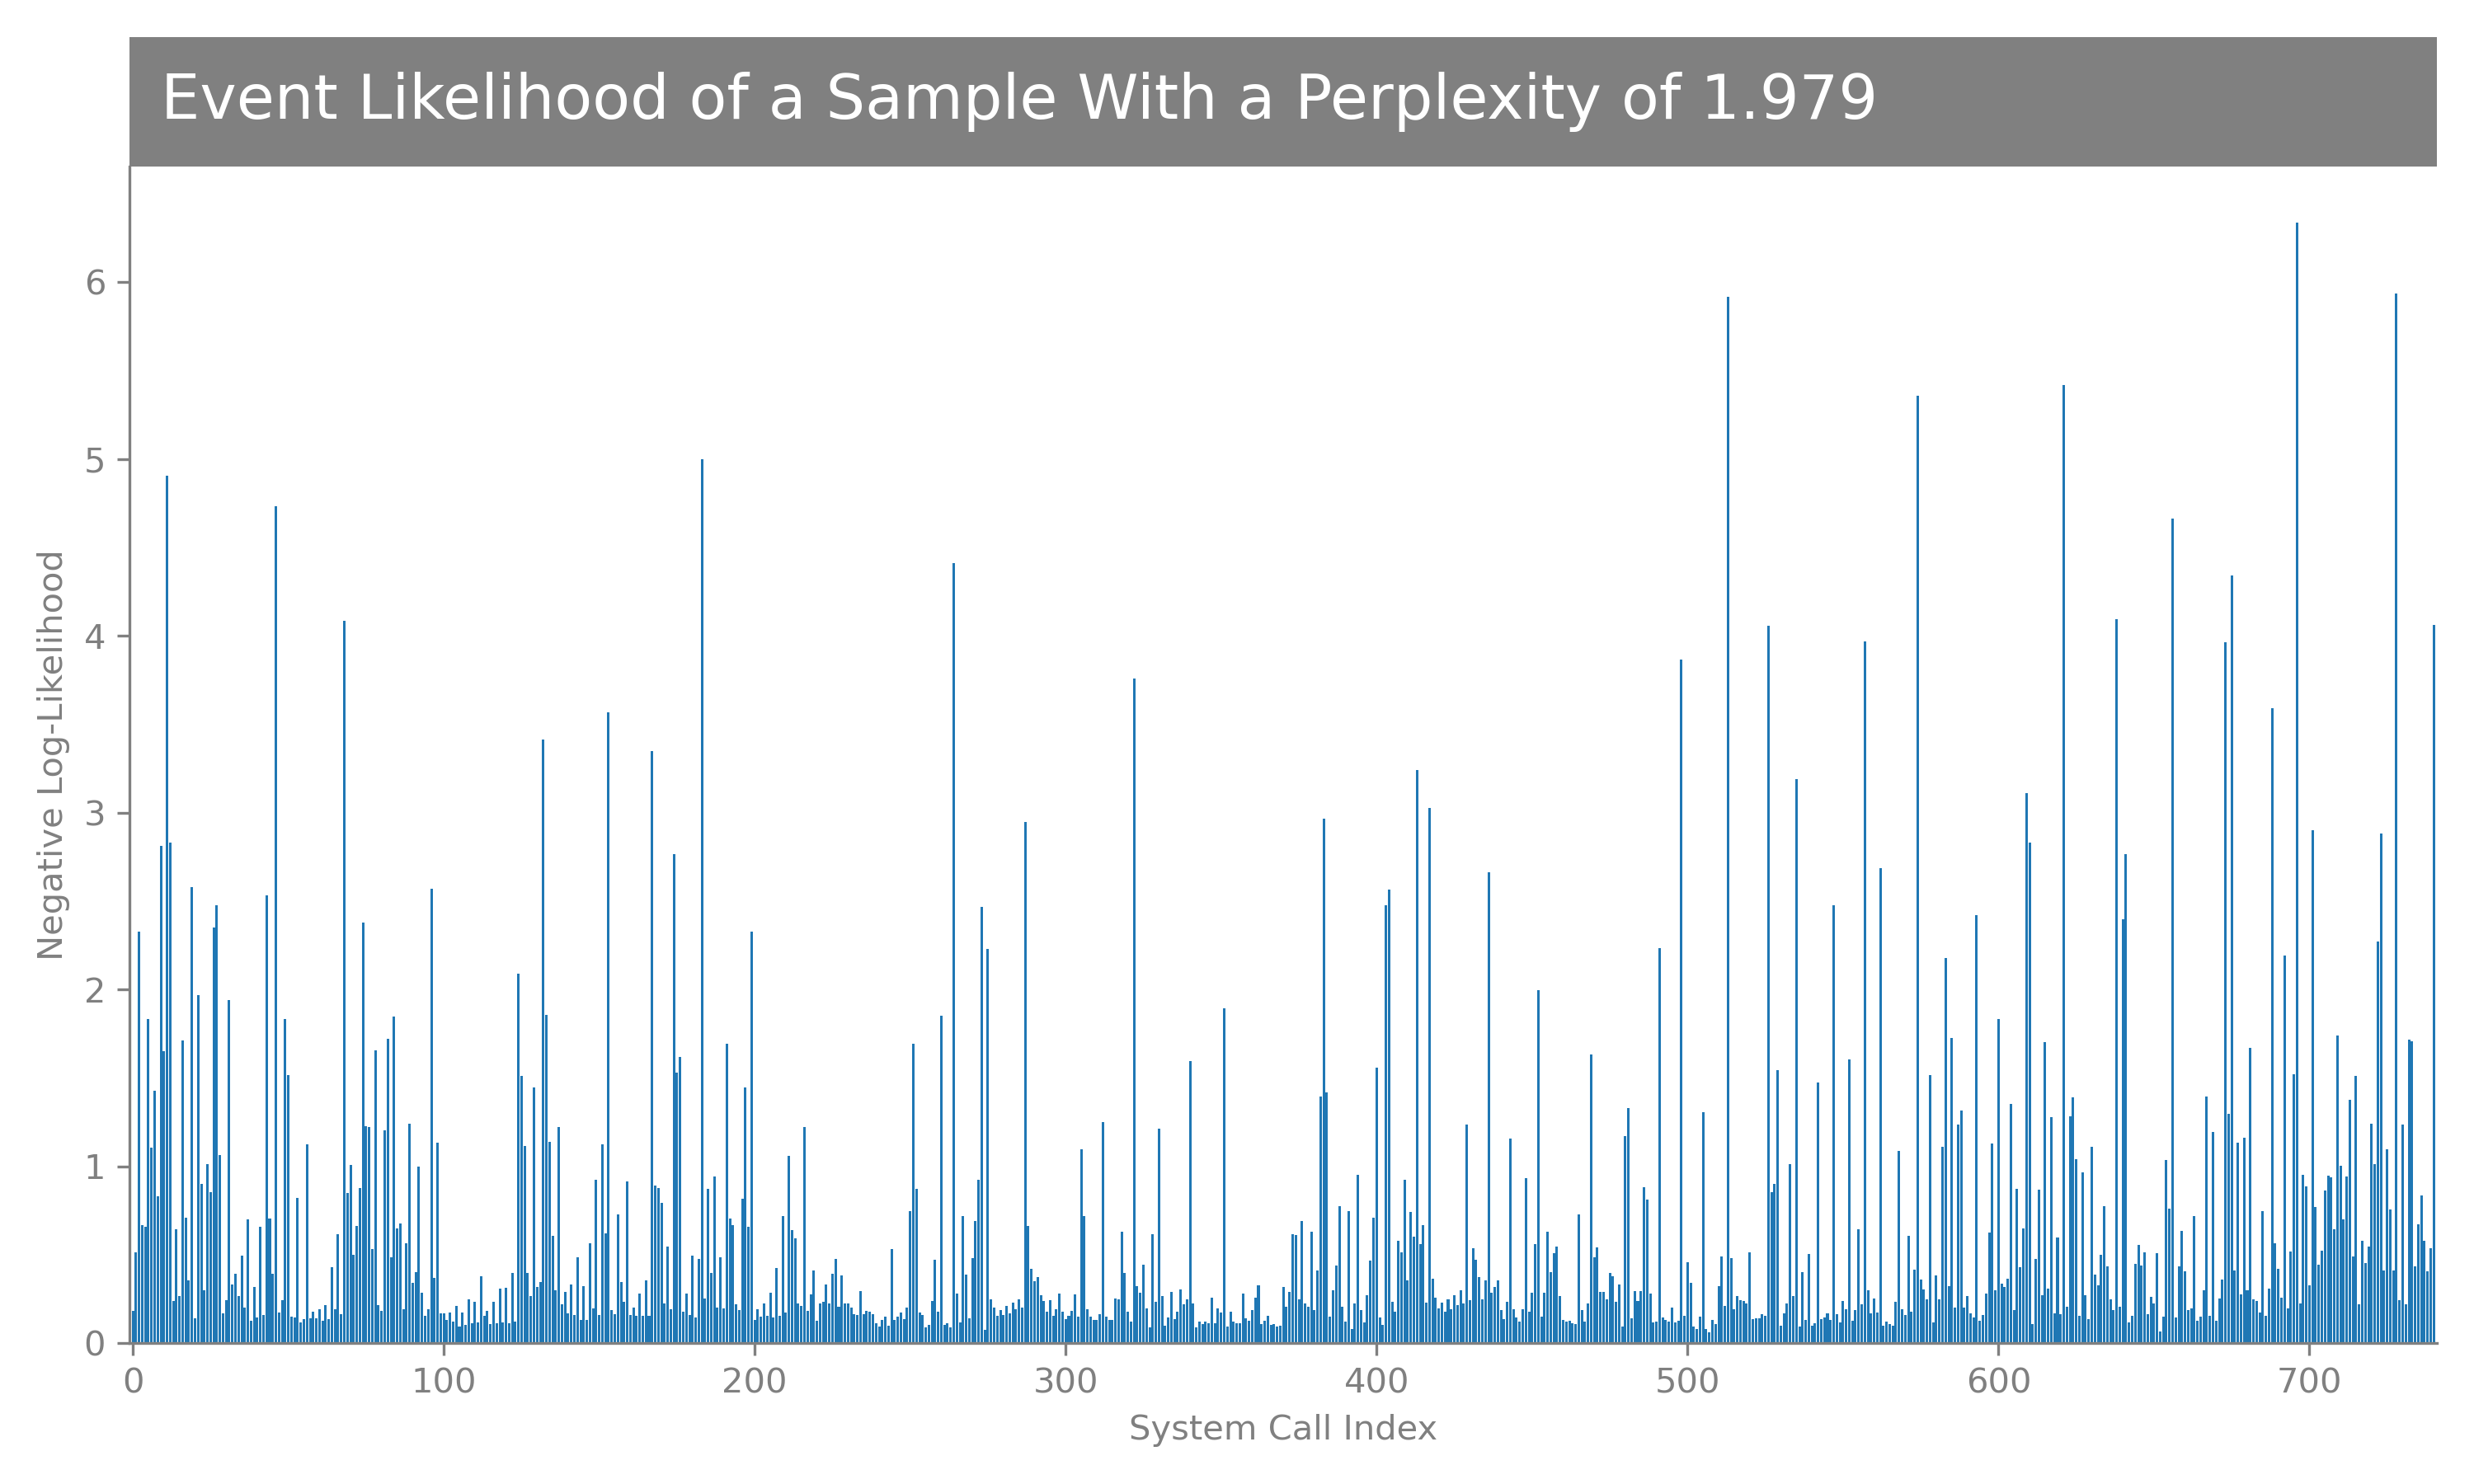 Event Likelihood of a Sample With a Perplexity of 1.979
6
5
4
3
2
1
0
Negative Log-Likelihood
0 100 200 300 400 500 600 700
System Call Index